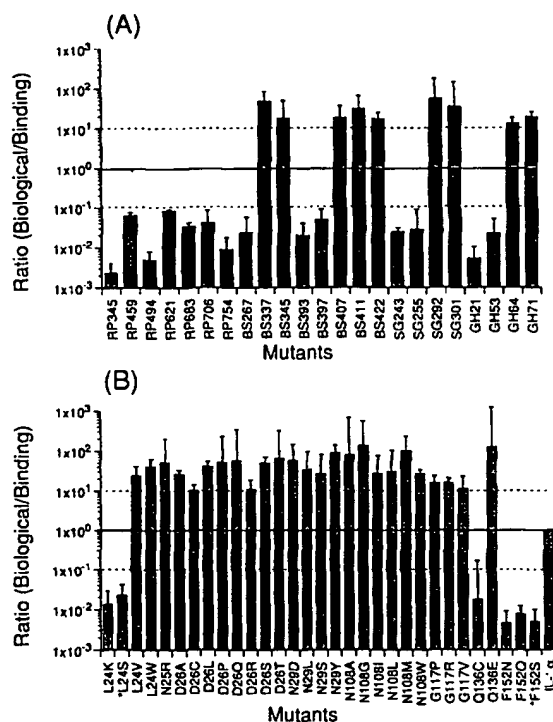 (A)
Ratio (Biological/Binding)
1x10³
1x10²
1x10¹
1x10⁰
1x10⁻¹
1x10⁻²
1x10⁻³
RP345
RP459
RP494
RP621
RP683
RP706
RP754
BS267
BS337
BS345
BS393
BS397
BS407
BS411
BS422
SG243
SG255
SG292
SG301
GH21
GH53
GH64
GH71
Mutants
(B)
Ratio (Biological/Binding)
1x10³
1x10²
1x10¹
1x10⁰
1x10⁻¹
1x10⁻²
1x10⁻³
L24K
*L24S
L24V
L24W
N25R
D26A
D26C
D26L
D26P
D26Q
D26R
D26S
D26T
N29D
N29L
N29S
N29Y
N108A
N108G
N108I
N108L
N108M
N108W
G117P
G117R
G117V
Q136C
Q136E
F152N
F152Q
*F152S
Mutants